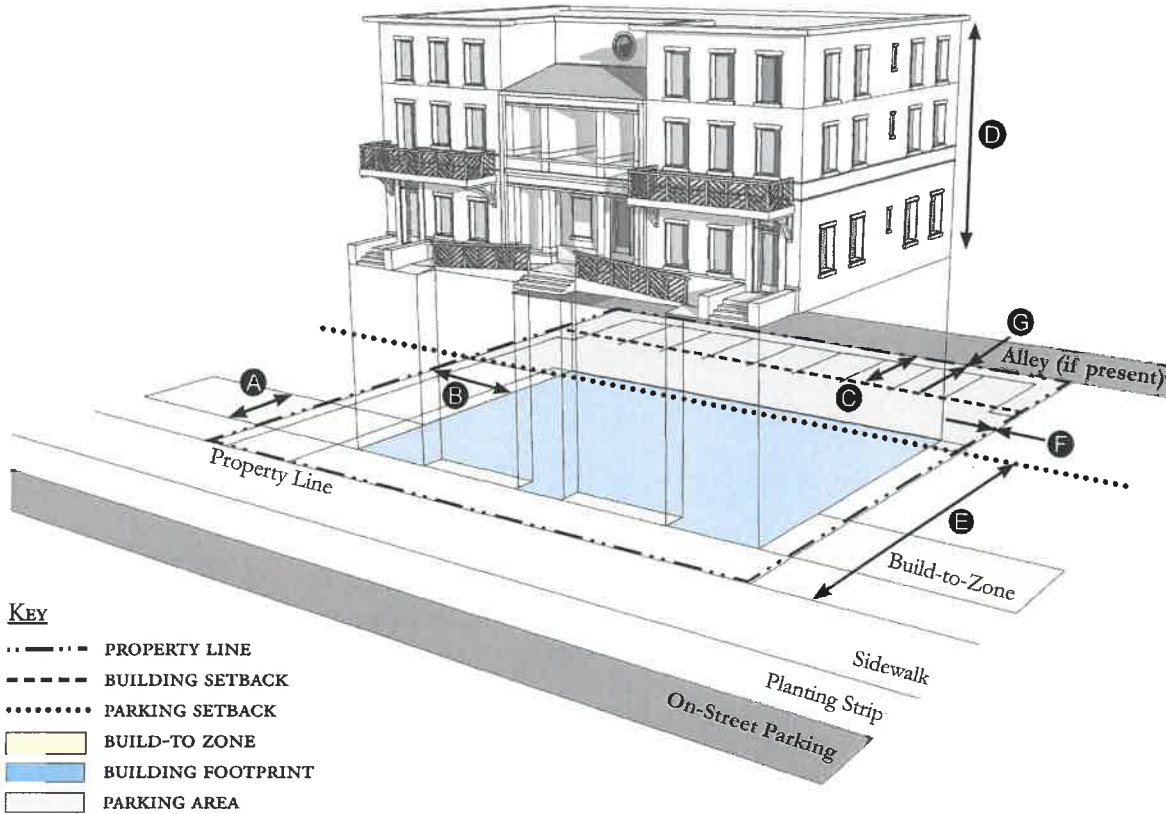 D
G
Alley (if present)
A
B
C
F
Property Line
E
Build-to-Zone
KEY
PROPERTY LINE
BUILDING SETBACK
PARKING SETBACK
BUILD-TO ZONE
BUILDING FOOTPRINT
PARKING AREA
Sidewalk
Planting Strip
On-Street Parking